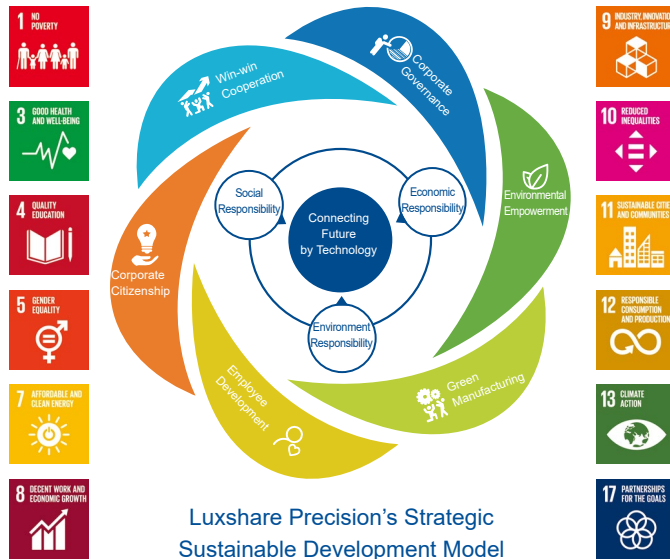 1 NO
POVERTY
3 GOOD HEALTH
AND WELL-BEING
4 QUALITY
EDUCATION
5 GENDER
EQUALITY
7 AFFORDABLE AND
CLEAN ENERGY
8 DECENT WORK AND
ECONOMIC GROWTH
Win-win
Cooperation
Corporate
Governance
Environmental
Empowerment
Green
Manufacturing
Employee
Development
Corporate
Citizenship
Social
Responsibility
Economic
Responsibility
Environment
Responsibility
Connecting
Future
by Technology
9 INDUSTRY, INNOVATION
AND INFRASTRUCTURE
10 REDUCED
INEQUALITIES
11 SUSTAINABLE CITIES
AND COMMUNITIES
12 RESPONSIBLE
CONSUMPTION
AND PRODUCTION
13 CLIMATE
ACTION
17 PARTNERSHIPS
FOR THE GOALS
Luxshare Precision's Strategic
Sustainable Development Model